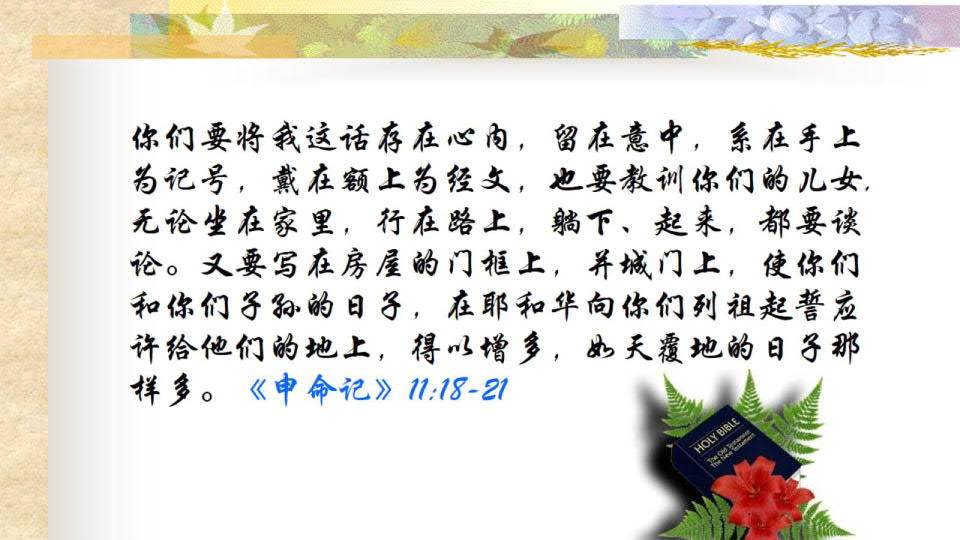 你们要将我这话存在心内，留在意中，系在手上
为记号，戴在额上为经文，也要教训你们的儿女，
无论坐在家里，行在路上，躺下、起来，都要谈
论。又要写在房屋的门框上，并城门上，使你们
和你们子孙的日子，在耶和华向你们列祖起誓应
许给他们的地上，得以增多，如天覆地的日子那
样多。《申命记》11:18-21
HOLY BIBLE
The Old Testament
The New Testament